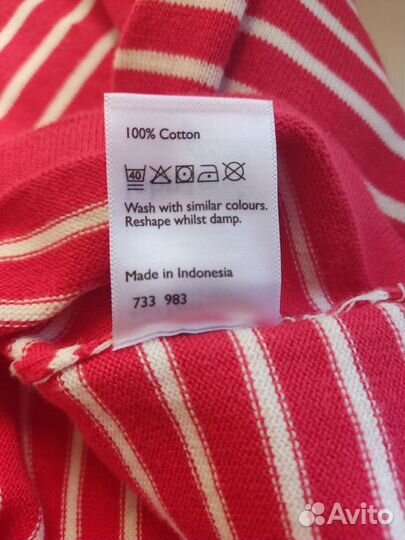 100% Cotton
40
Wash with similar colours.
Reshape whilst damp.
Made in Indonesia
733 983
Avito